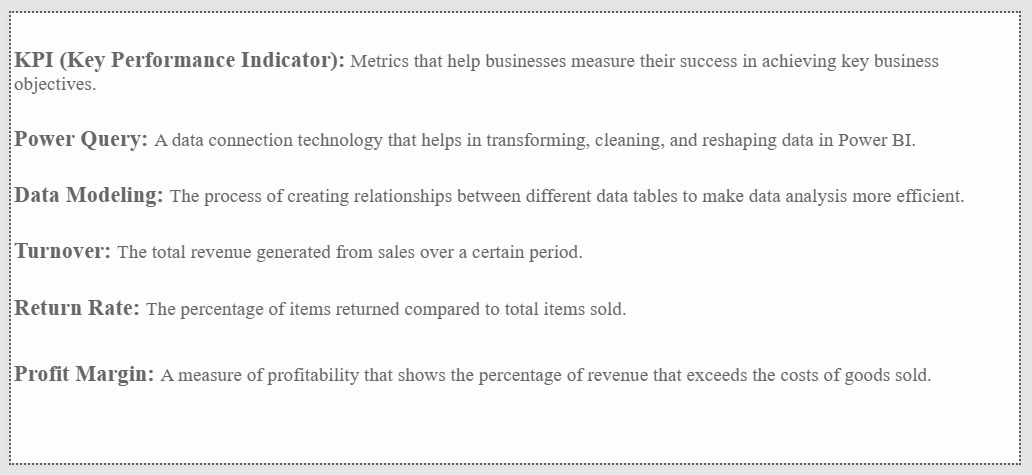 KPI (Key Performance Indicator): Metrics that help businesses measure their success in achieving key business
objectives.
Power Query: A data connection technology that helps in transforming, cleaning, and reshaping data in Power BI.
Data Modeling: The process of creating relationships between different data tables to make data analysis more efficient.
Turnover: The total revenue generated from sales over a certain period.
Return Rate: The percentage of items returned compared to total items sold.
Profit Margin: A measure of profitability that shows the percentage of revenue that exceeds the costs of goods sold.